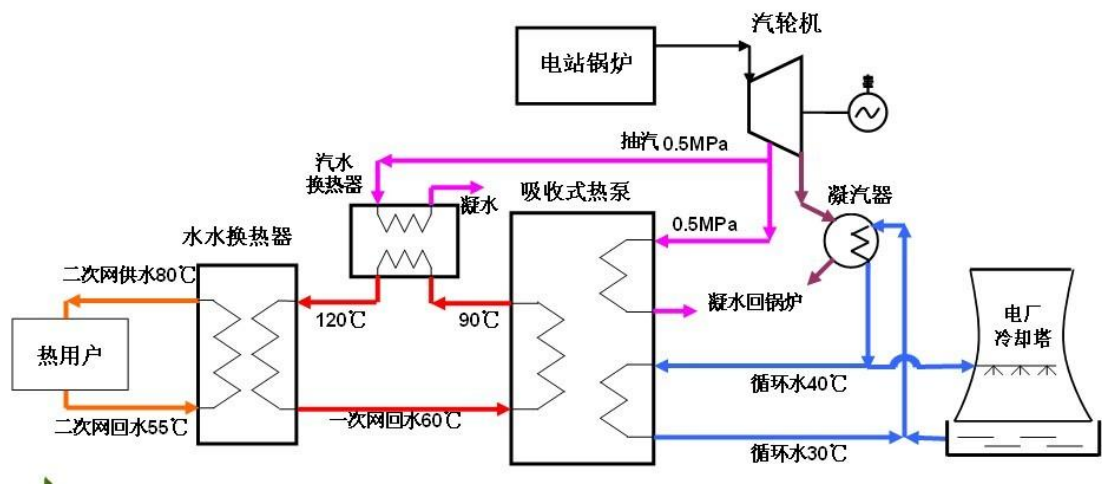 汽轮机
电站锅炉
抽汽 0.5MPa
汽水
换热器
凝水
吸收式热泵
凝汽器
0.5MPa
水水换热器
二次网供水80℃
120℃
90℃
凝水回锅炉
电厂
冷却塔
热用户
循环水40℃
二次网回水55℃
一次网回水60℃
循环水30℃